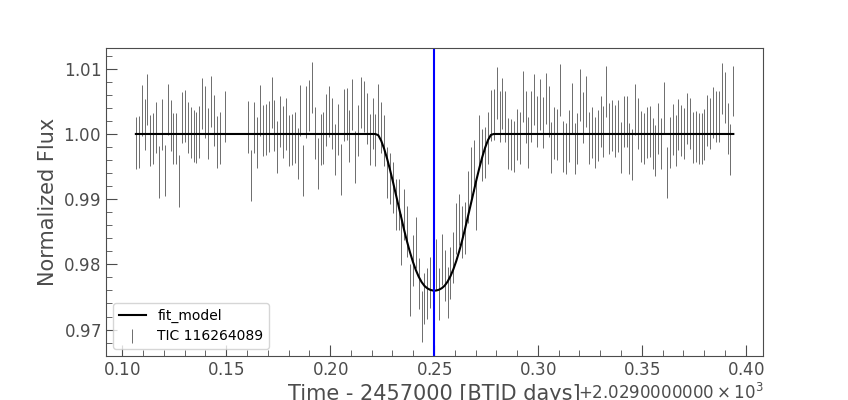 1.01
1.00
0.99
0.98
0.97
Normalized Flux
fit_model
TIC 116264089
0.10 0.15 0.20 0.25 0.30 0.35 0.40
Time - 2457000 [BTJD days]
+2.0290000000 × 10³